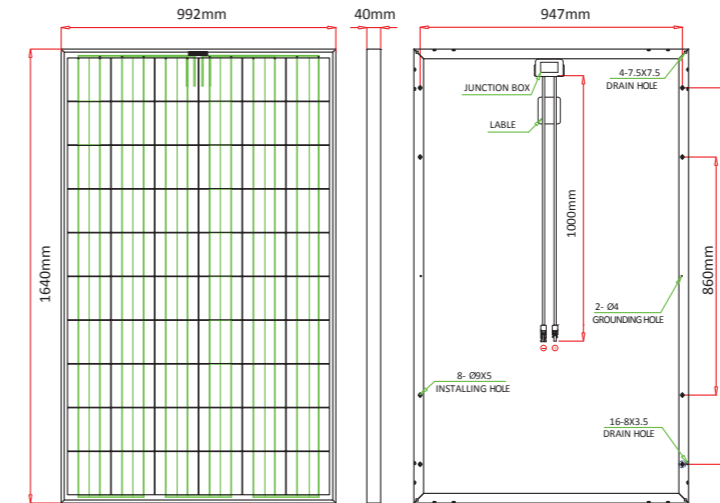 992mm
40mm
947mm
4-7.5X7.5
DRAIN HOLE
JUNCTION BOX
LABLE
1000mm
1640mm
860mm
2- Ø4
GROUNDING HOLE
8- Ø9X5
INSTALLING HOLE
16-8X3.5
DRAIN HOLE